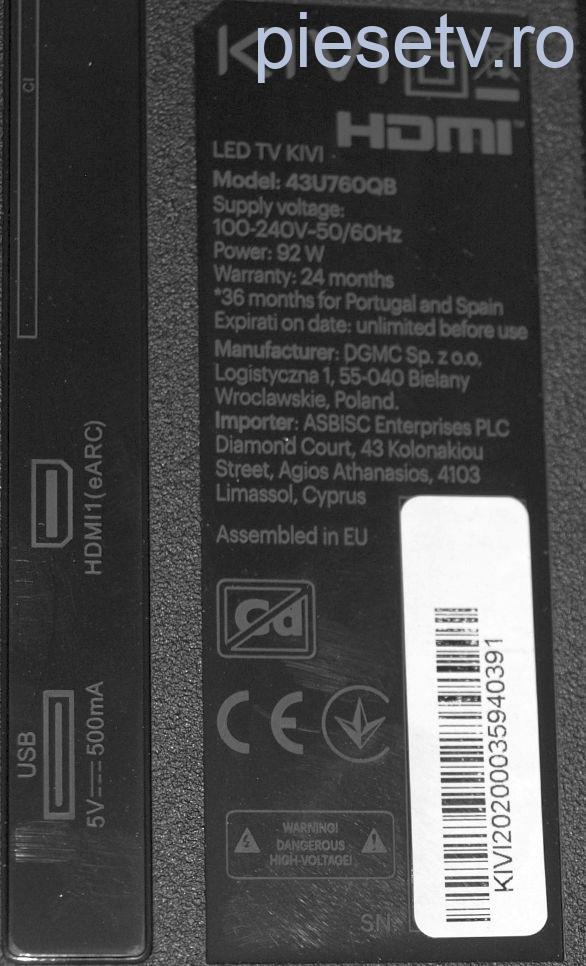 piesetv.ro
KIVI
HDMI™
LED TV KIVI
Model: 43U760QB
Supply voltage:
100-240V~50/60Hz
Power: 92 W
Warranty: 24 months
*36 months for Portugal and Spain
Expirati on date: unlimited before use
Manufacturer: DGMC Sp. z o.o,
Logistyczna 1, 55-040 Bielany
Wroclawskie, Poland.
Importer: ASBISC Enterprises PLC
Diamond Court, 43 Kolonakiou
Street, Agios Athanasios, 4103
Limassol, Cyprus
Assembled in EU
Cd
CE
WARNING!
DANGEROUS
HIGH-VOLTAGE!
SN:
KIVI20200035940391
CI
HDMI1(eARC)
USB
5V⎓500mA